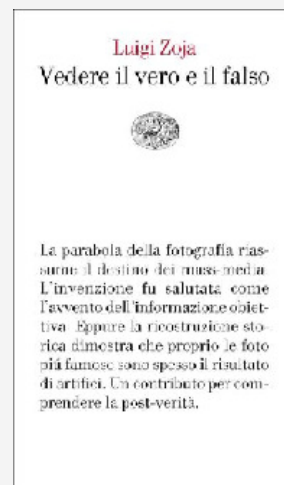 Luigi Zoja
Vedere il vero e il falso
La parabola della fotografia rias-
sume il destino dei mass-media.
L'invenzione fu salutata come
l'avvento dell'informazione obiet-
tiva. Eppure la ricostruzione sto-
rica dimostra che proprio le foto
piú famose sono spesso il risultato
di artifici. Un contributo per com-
prendere la post-verità.